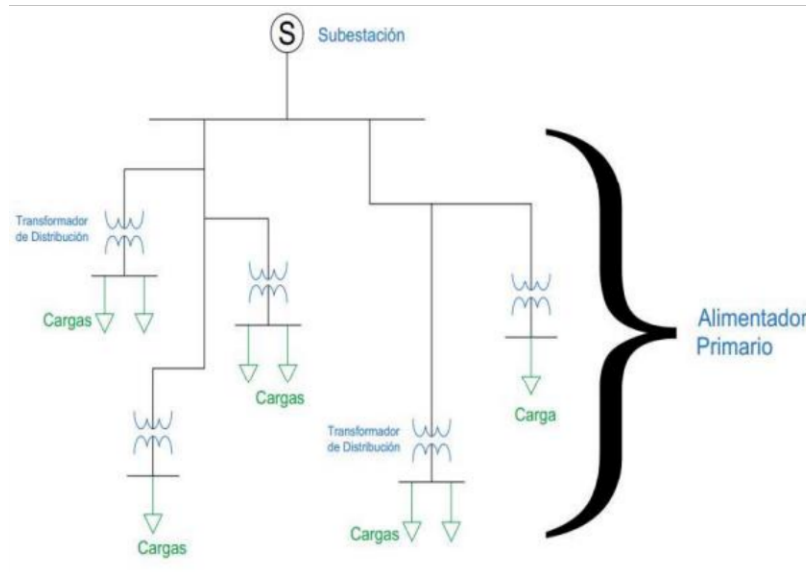 S
Subestación
Transformador
de Distribución
Cargas
Cargas
Alimentador
Primario
Carga
Transformador
de Distribución
Cargas
Cargas